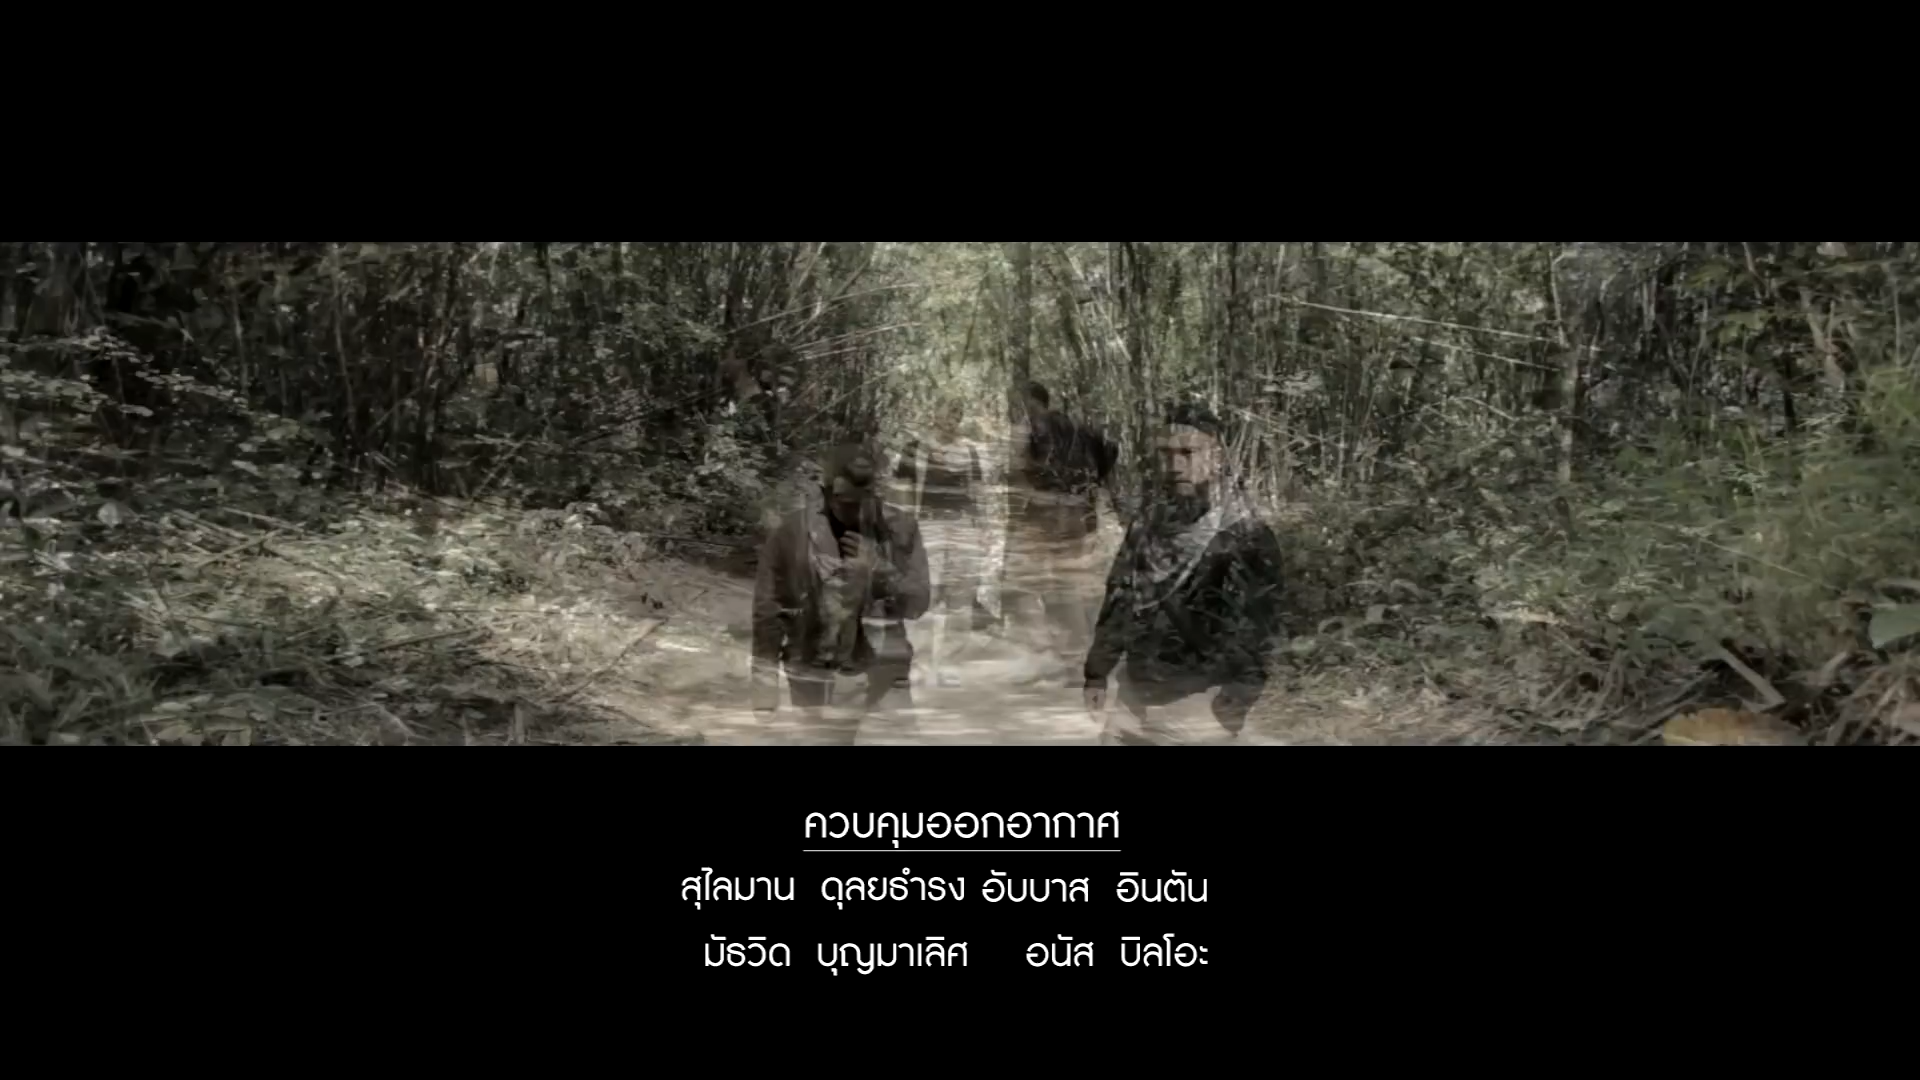 ควบคุมออกอากาศ
สุไลมาน ดุลยธำรง อับบาส อินตัน
มัธวิด บุญมาเลิศ อนัส บิลโอะ